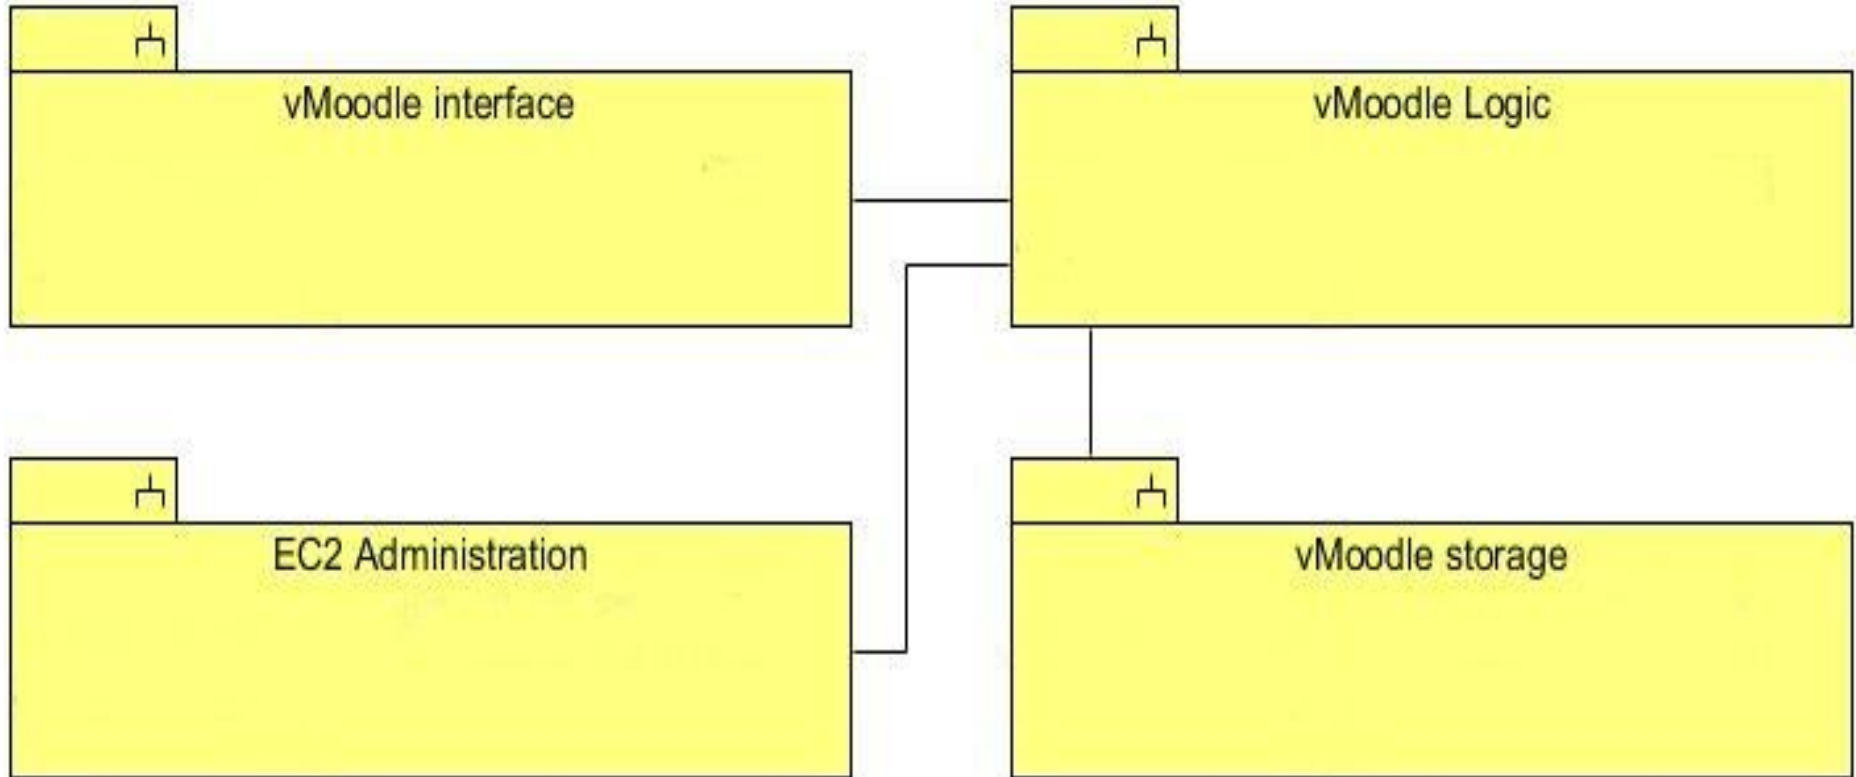 vMoodle interface
vMoodle Logic
EC2 Administration
vMoodle storage